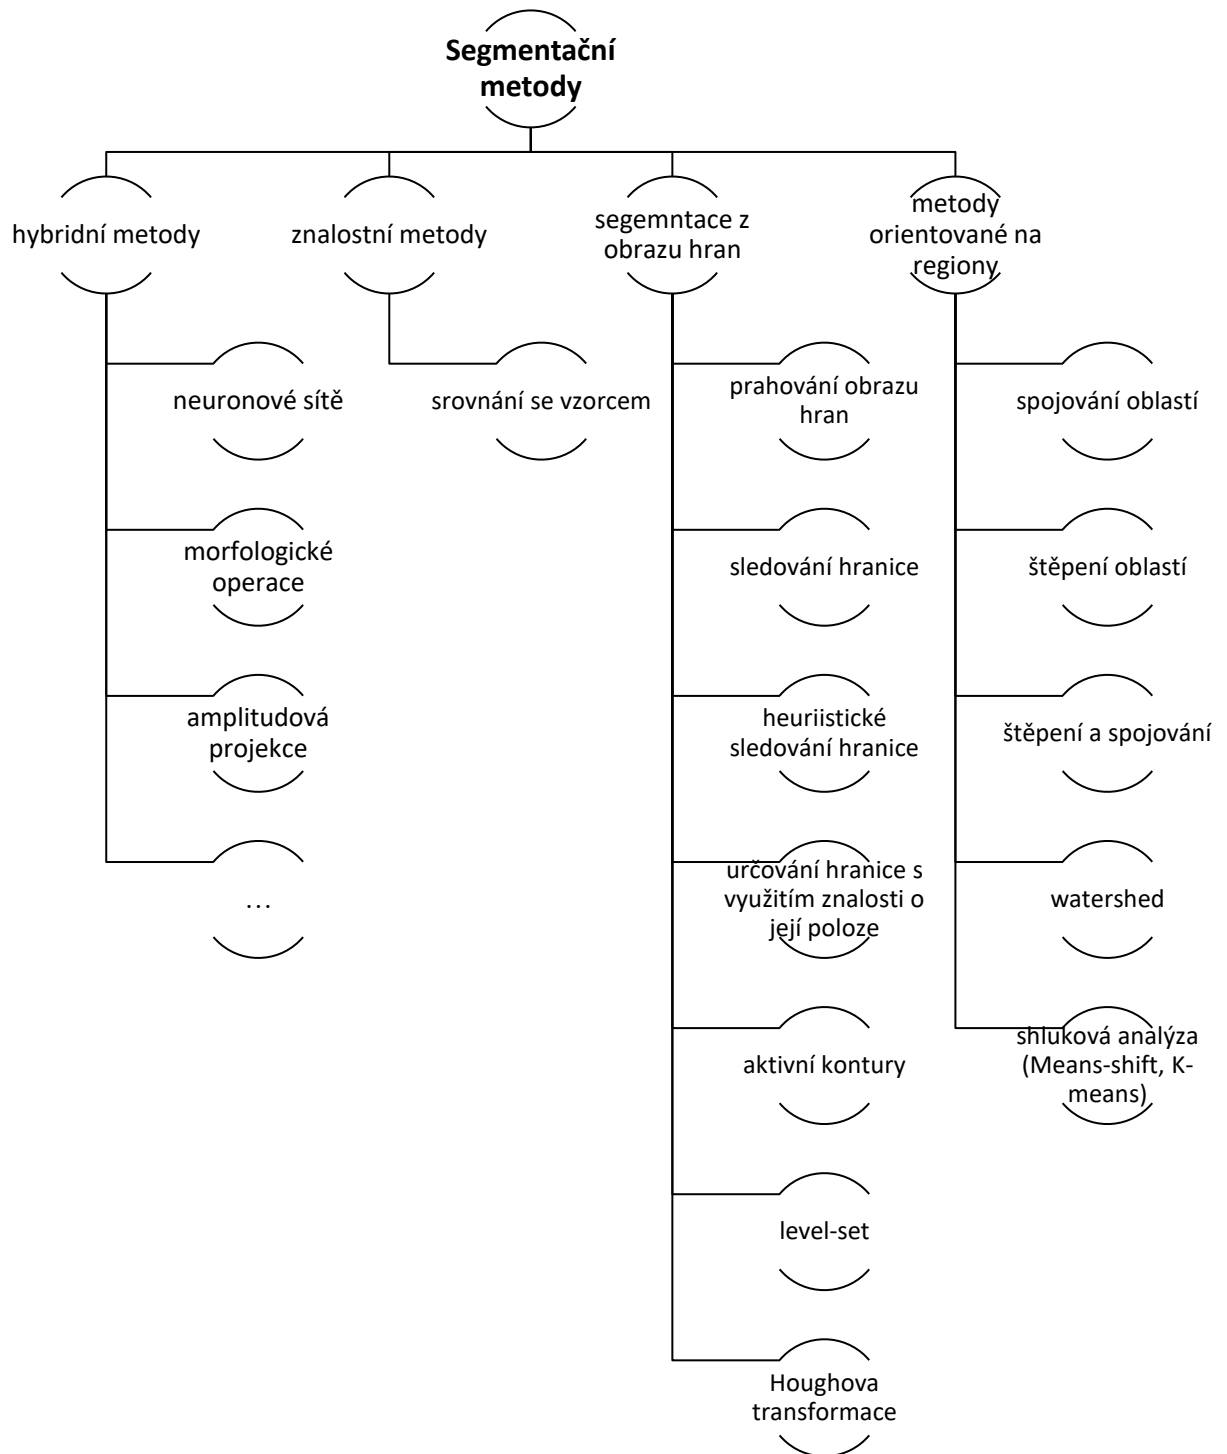 Segmentační
metody
hybridní metody
neuronové sítě
morfologické
operace
amplitudová
projekce
…
znalostní metody
srovnání se vzorcem
segemntace z
obrazu hran
prahování obrazu
hran
sledování hranice
heuriistické
sledování hranice
určování hranice s
využitím znalosti o
její poloze
aktivní kontury
level-set
Houghova
transformace
metody
orientované na
regiony
spojování oblastí
štěpení oblastí
štěpení a spojování
watershed
shluková analýza
(Means-shift, K-
means)